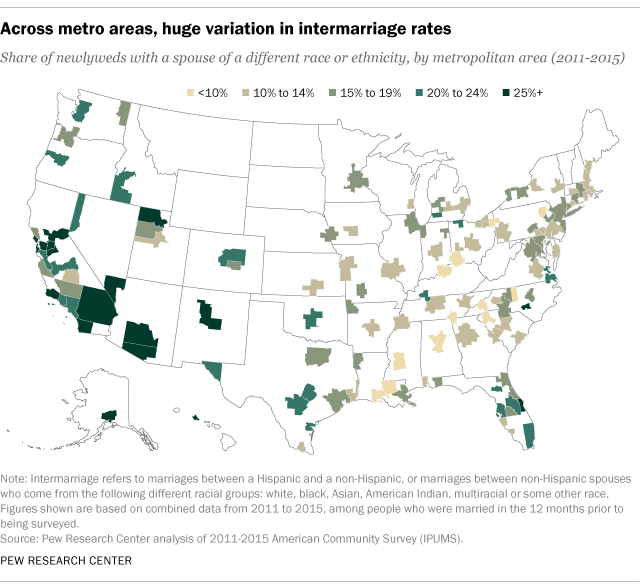 Across metro areas, huge variation in intermarriage rates
Share of newlyweds with a spouse of a different race or ethnicity, by metropolitan area (2011-2015)
<10% 10% to 14% 15% to 19% 20% to 24% 25%+
Note: Intermarriage refers to marriages between a Hispanic and a non-Hispanic, or marriages between non-Hispanic spouses
who come from the following different racial groups: white, black, Asian, American Indian, multiracial or some other race.
Figures shown are based on combined data from 2011 to 2015, among people who were married in the 12 months prior to
being surveyed.
Source: Pew Research Center analysis of 2011-2015 American Community Survey (IPUMS).
PEW RESEARCH CENTER